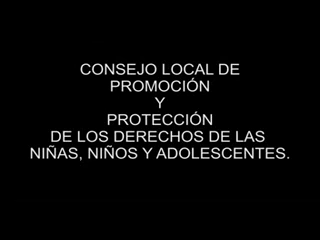 CONSEJO LOCAL DE
PROMOCIÓN
Y
PROTECCIÓN
DE LOS DERECHOS DE LAS
NIÑAS, NIÑOS Y ADOLESCENTES.